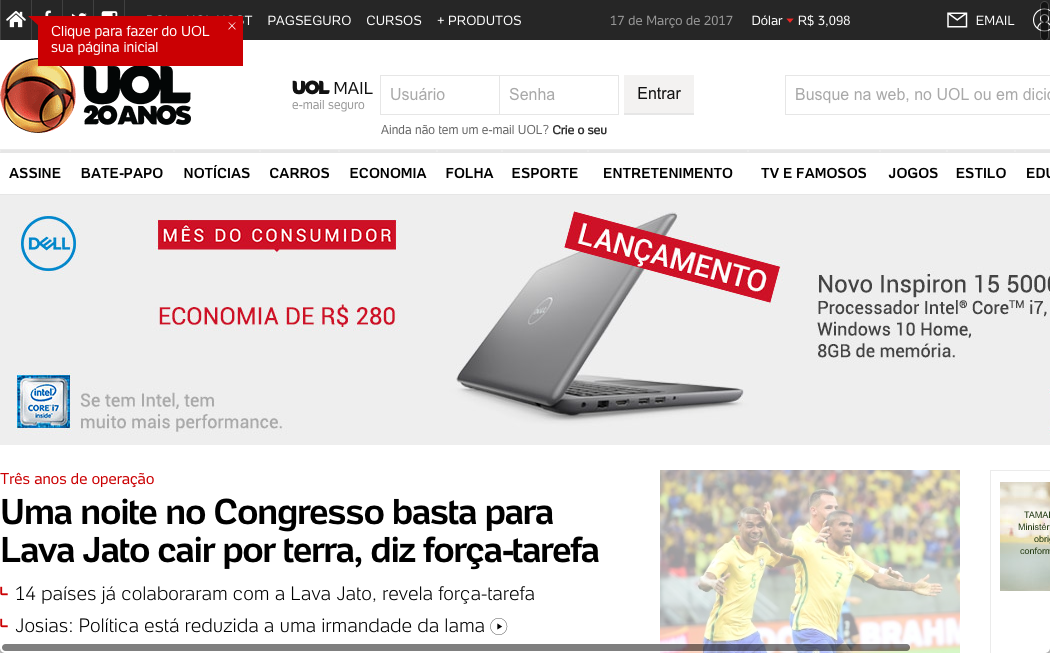 PAGSEGURO CURSOS + PRODUTOS 17 de Março de 2017 Dólar R$ 3,098 EMAIL
Clique para fazer do UOL
sua página inicial
×
UOL
20 ANOS
UOL MAIL
e-mail seguro
Usuário
Senha
Entrar
Busque na web, no UOL ou em dicio
Ainda não tem um e-mail UOL? Crie o seu
ASSINE BATE-PAPO NOTÍCIAS CARROS ECONOMIA FOLHA ESPORTE ENTRETENIMENTO TV E FAMOSOS JOGOS ESTILO EDU
DELL
MÊS DO CONSUMIDOR
ECONOMIA DE R$ 280
LANÇAMENTO
DELL
Novo Inspiron 15 5000
Processador Intel® Core™ i7,
Windows 10 Home,
8GB de memória.
intel
CORE i7
inside
Se tem Intel, tem
muito mais performance.
Três anos de operação
Uma noite no Congresso basta para
Lava Jato cair por terra, diz força-tarefa
14 países já colaboraram com a Lava Jato, revela força-tarefa
Josias: Política está reduzida a uma irmandade da lama
BRAHM
TAMA
Ministér
obrig
conform